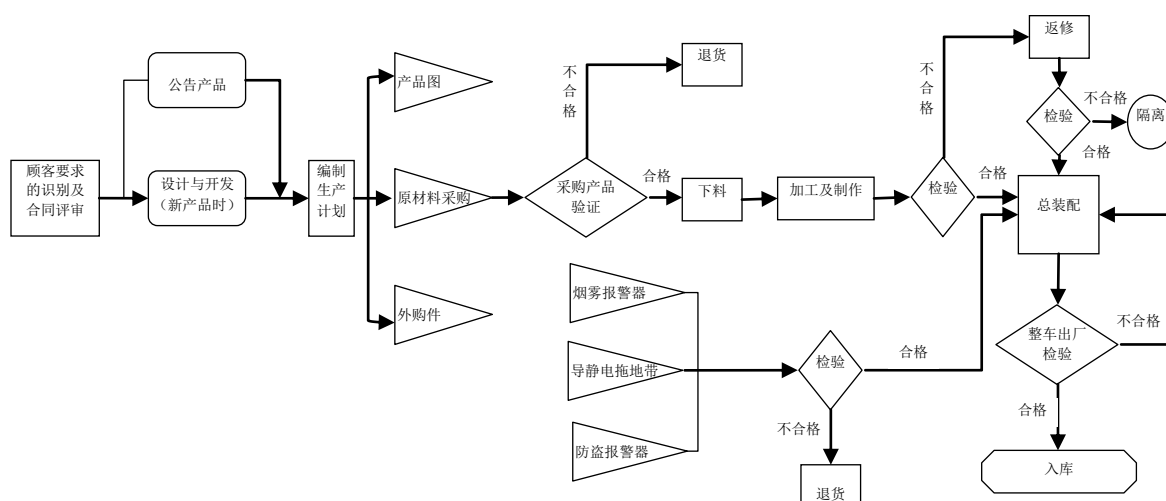 返修
退货
公告产品
产品图
不
合
格
不
合
格
检验
不合格
隔离
合格
顾客要求
的识别及
合同评审
设计与开发
（新产品时）
编制
生产
计划
原材料采购
采购产品
验证
合格
下料
加工及制作
检验
合格
总装配
烟雾报警器
外购件
导静电拖地带
检验
合格
整车出厂
检验
不合格
防盗报警器
不合格
合格
退货
入库